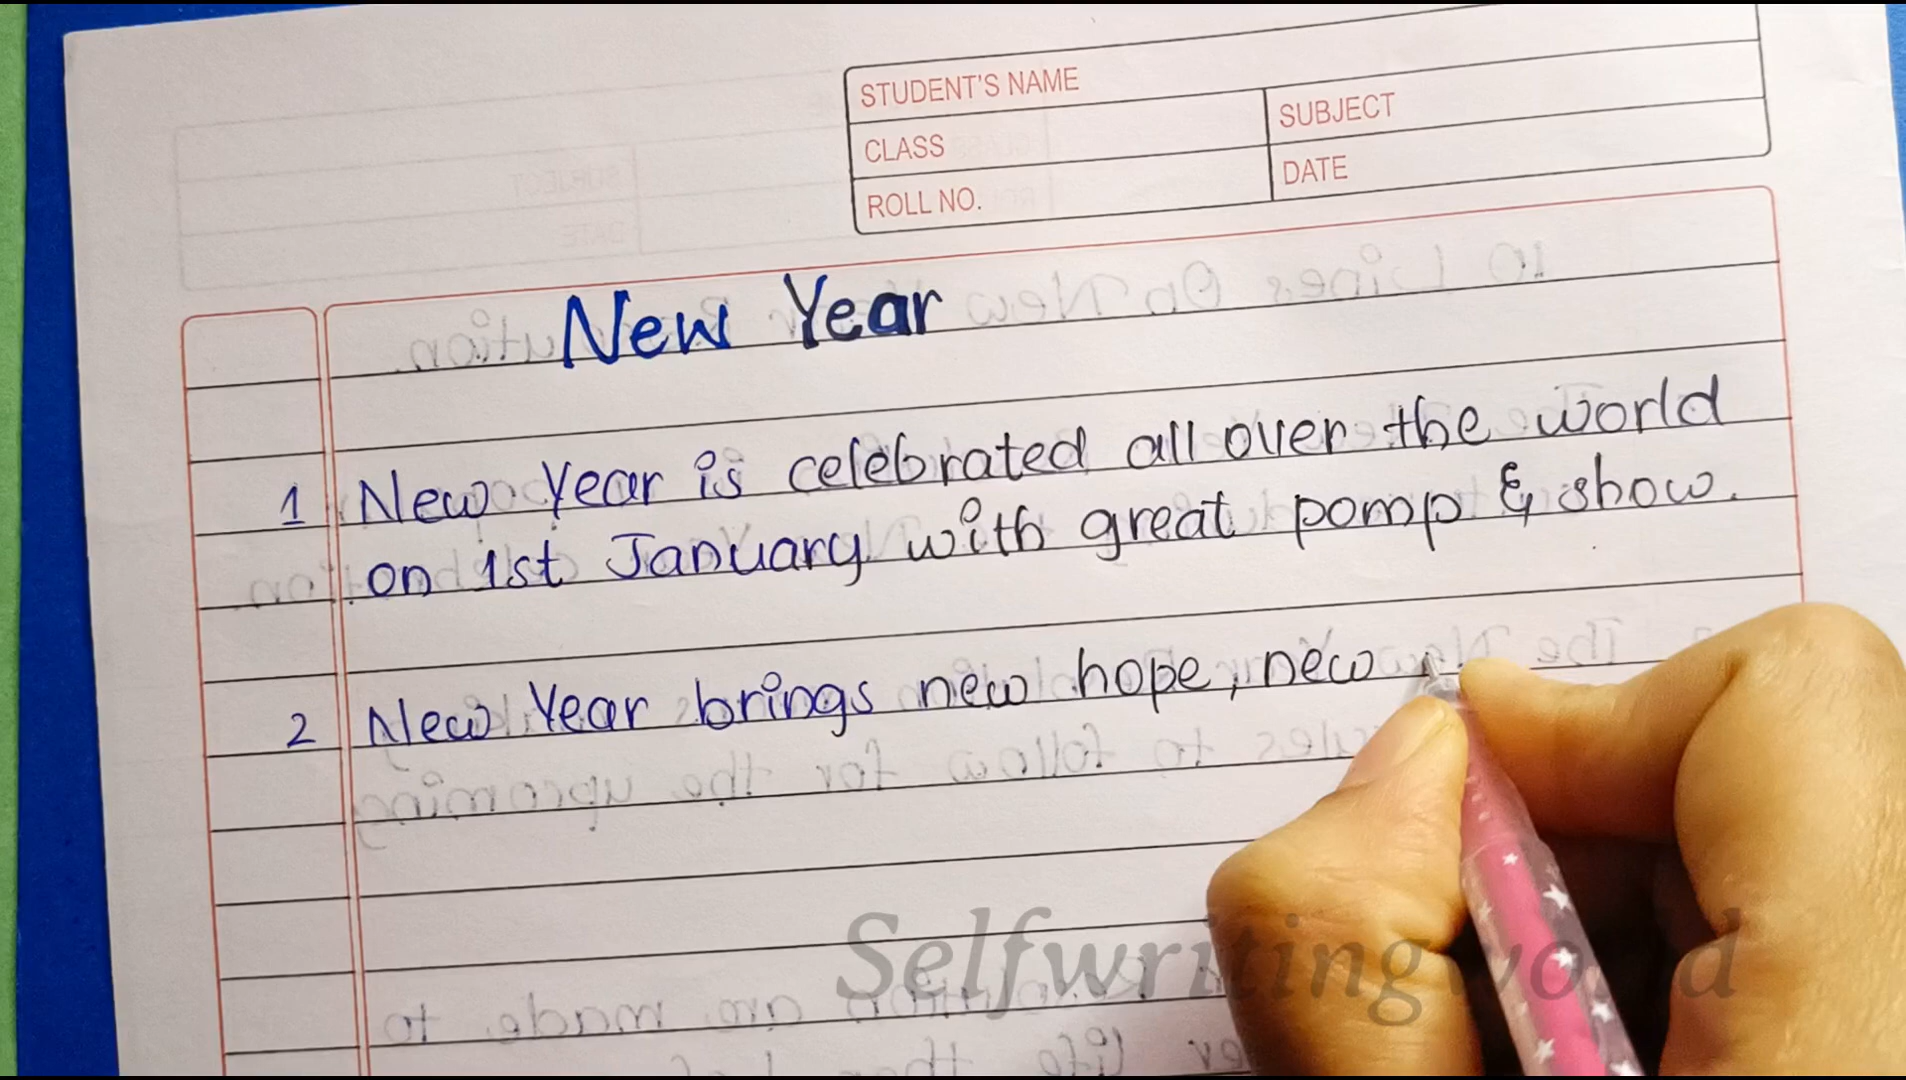 STUDENT'S NAME
CLASS
SUBJECT
ROLL NO.
DATE
New Year
1 New Year is celebrated all over the world
on 1st January with great pomp & show.
2 New Year brings new hope, new
Selfwritingworld